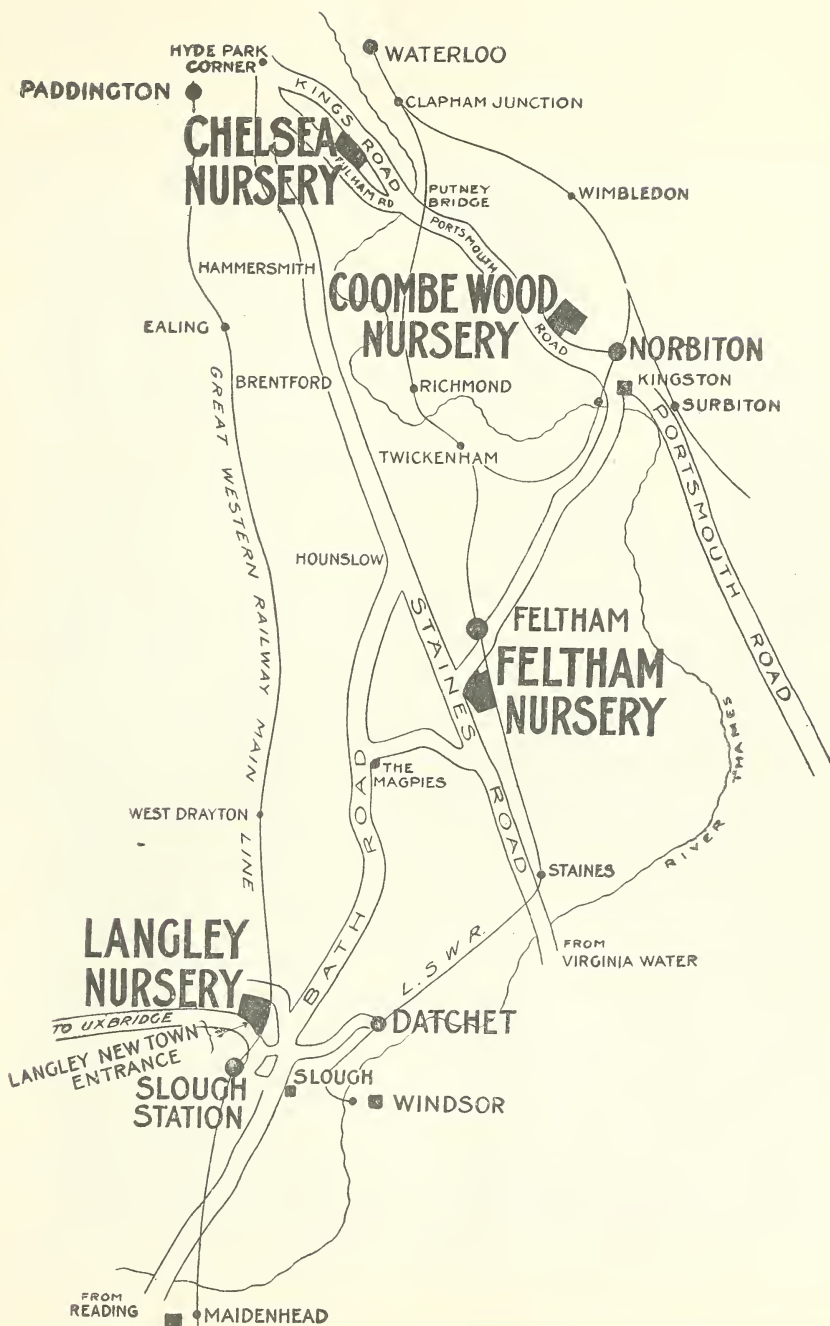 HYDE PARK
CORNER
WATERLOO
PADDINGTON
KINGS ROAD
CLAPHAM JUNCTION
CHELSEA
NURSERY
FULHAM RD
PUTNEY
BRIDGE
WIMBLEDON
PORTSMOUTH ROAD
HAMMERSMITH
COOMBE WOOD
NURSERY
EALING
NORBITON
BRENTFORD
RICHMOND
KINGSTON
SURBITON
GREAT WESTERN RAILWAY MAIN LINE
TWICKENHAM
PORTSMOUTH ROAD
HOUNSLOW
STAINES ROAD
FELTHAM
FELTHAM
NURSERY
RIVER THAMES
BATH ROAD
THE
MAGPIES
WEST DRAYTON
STAINES
LANGLEY
NURSERY
L.S.W.R.
FROM
VIRGINIA WATER
TO UXBRIDGE
DATCHET
LANGLEY NEW TOWN
ENTRANCE
SLOUGH
STATION
SLOUGH
WINDSOR
FROM
READING
MAIDENHEAD